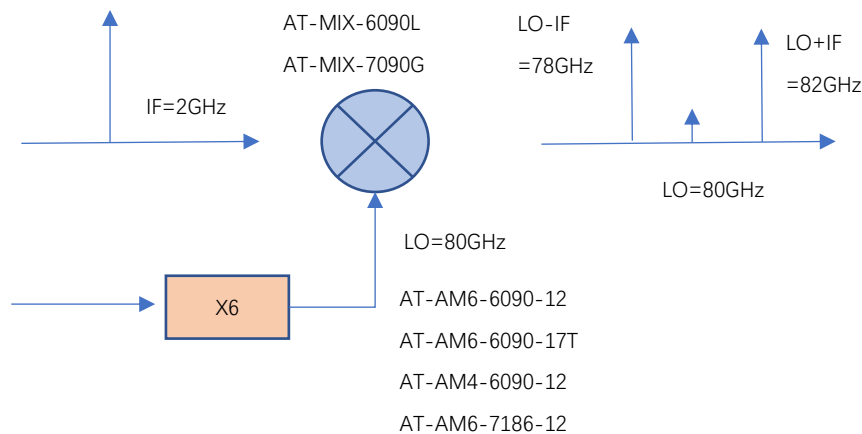 AT-MIX-6090L
AT-MIX-7090G
IF=2GHz
LO-IF
=78GHz
LO+IF
=82GHz
LO=80GHz
LO=80GHz
X6
AT-AM6-6090-12
AT-AM6-6090-17T
AT-AM4-6090-12
AT-AM6-7186-12